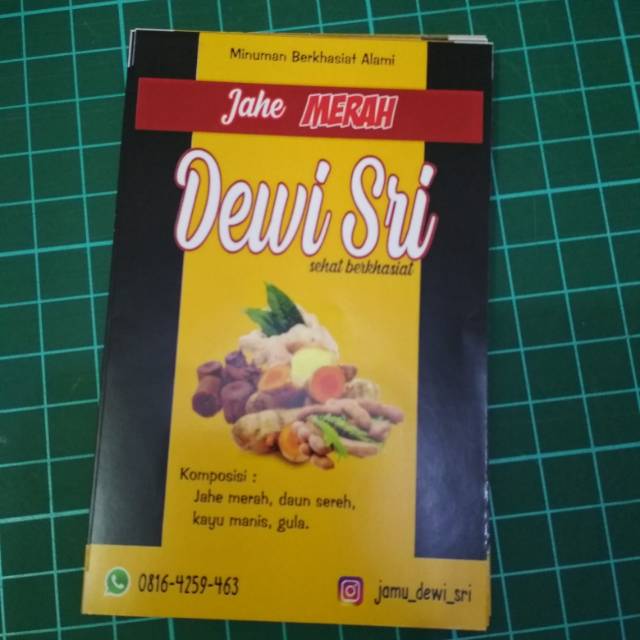 Minuman Berkhasiat Alami
Jahe MERAH
Dewi Sri
sehat berkhasiat
Komposisi :
Jahe merah, daun sereh,
kayu manis, gula.
0816-4259-463
jamu_dewi_sri